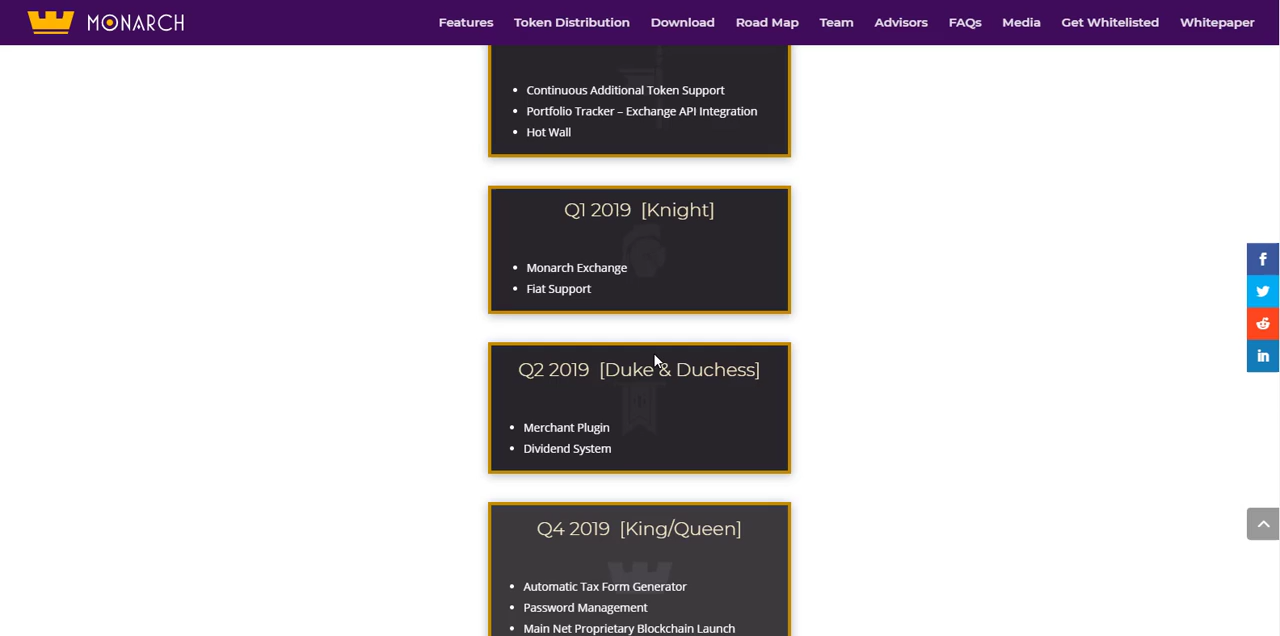 MONARCH
Features Token Distribution Download Road Map Team Advisors FAQs Media Get Whitelisted Whitepaper
• Continuous Additional Token Support
• Portfolio Tracker – Exchange API Integration
• Hot Wall
Q1 2019 [Knight]
• Monarch Exchange
• Fiat Support
Q2 2019 [Duke & Duchess]
• Merchant Plugin
• Dividend System
Q4 2019 [King/Queen]
• Automatic Tax Form Generator
• Password Management
• Main Net Proprietary Blockchain Launch